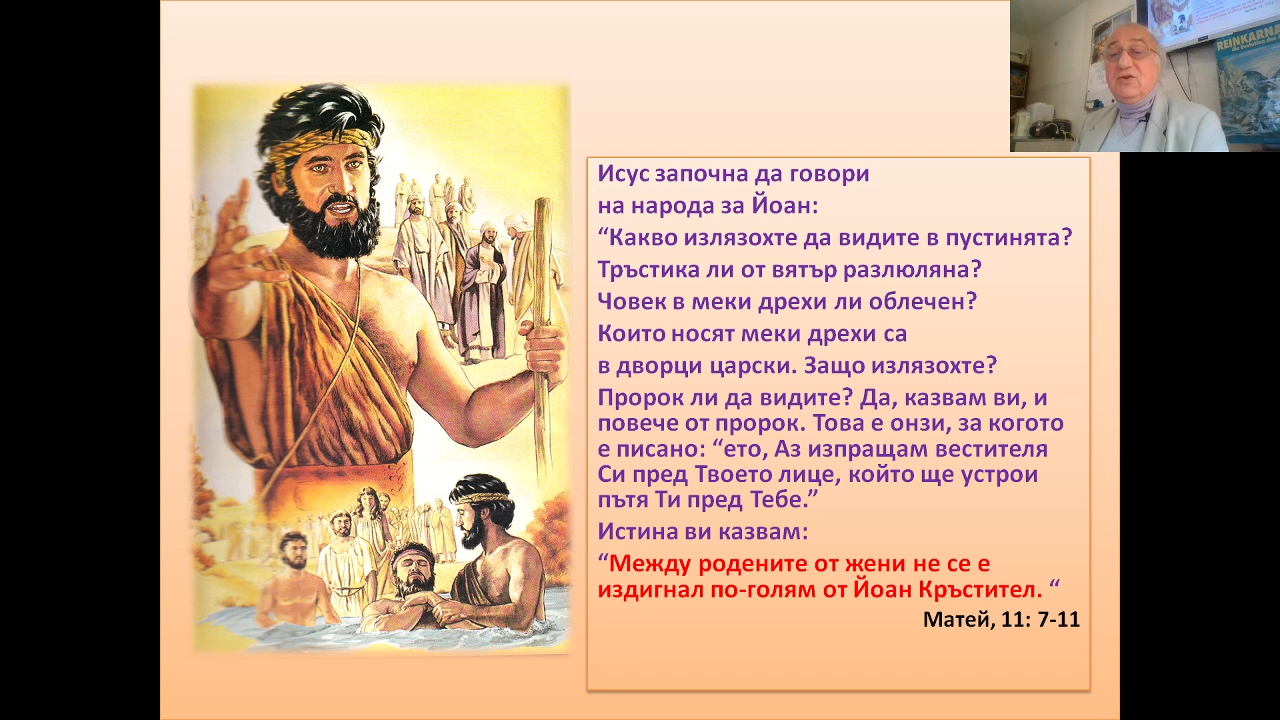 REINKARNA
Исус започна да говори
на народа за Йоан:
“Какво излязохте да видите в пустинята?
Тръстика ли от вятър разлюляна?
Човек в меки дрехи ли облечен?
Които носят меки дрехи са
в дворци царски. Защо излязохте?
Пророк ли да видите? Да, казвам ви, и
повече от пророк. Това е онзи, за когото
е писано: “ето, Аз изпращам вестителя
Си пред Твоето лице, който ще устрои
пътя Ти пред Тебе.”
Истина ви казвам:
“Между родените от жени не се е
издигнал по-голям от Йоан Кръстител. “
Матей, 11: 7-11